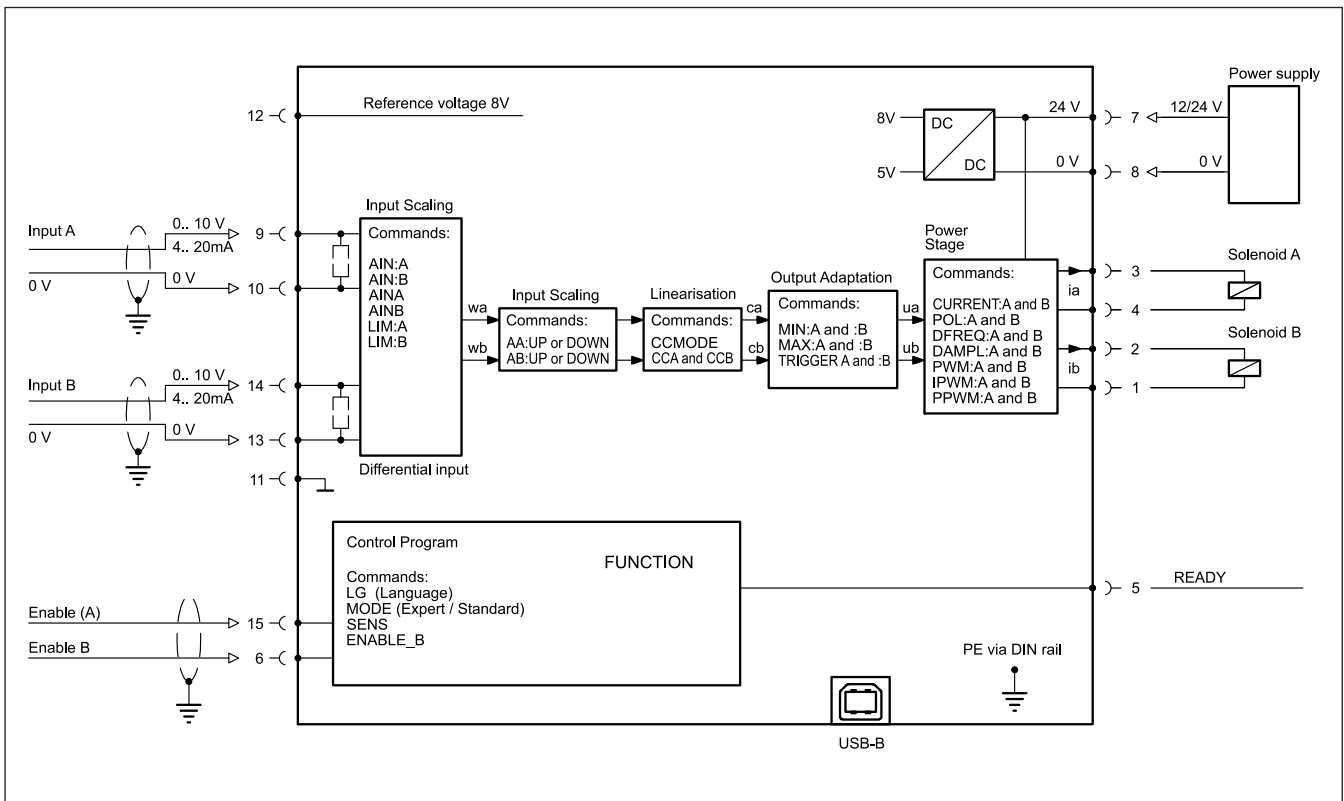 Power supply
Reference voltage 8V
12
8V
DC
DC
5V
24 V
0 V
7
12/24 V
8
0 V
Input Scaling
Input A
0.. 10 V
4.. 20mA
9
0 V
0 V
10
Commands:
AIN:A
AIN:B
AINA
AINB
LIM:A
LIM:B
wa
wb
Input Scaling
Commands:
AA:UP or DOWN
AB:UP or DOWN
Linearisation
Commands:
CCMODE
CCA and CCB
ca
cb
Output Adaptation
Commands:
MIN:A and :B
MAX:A and :B
TRIGGER A and :B
ua
ub
Power
Stage
Commands:
CURRENT:A and B
POL:A and B
DFREQ:A and B
DAMPL:A and B
PWM:A and B
IPWM:A and B
PPWM:A and B
ia
ib
3
4
2
1
Solenoid A
Solenoid B
Input B
0.. 10 V
4.. 20mA
14
0 V
0 V
13
Differential input
11
Control Program
FUNCTION
Commands:
LG (Language)
MODE (Expert / Standard)
SENS
ENABLE_B
Enable (A)
15
Enable B
6
5
READY
PE via DIN rail
USB-B